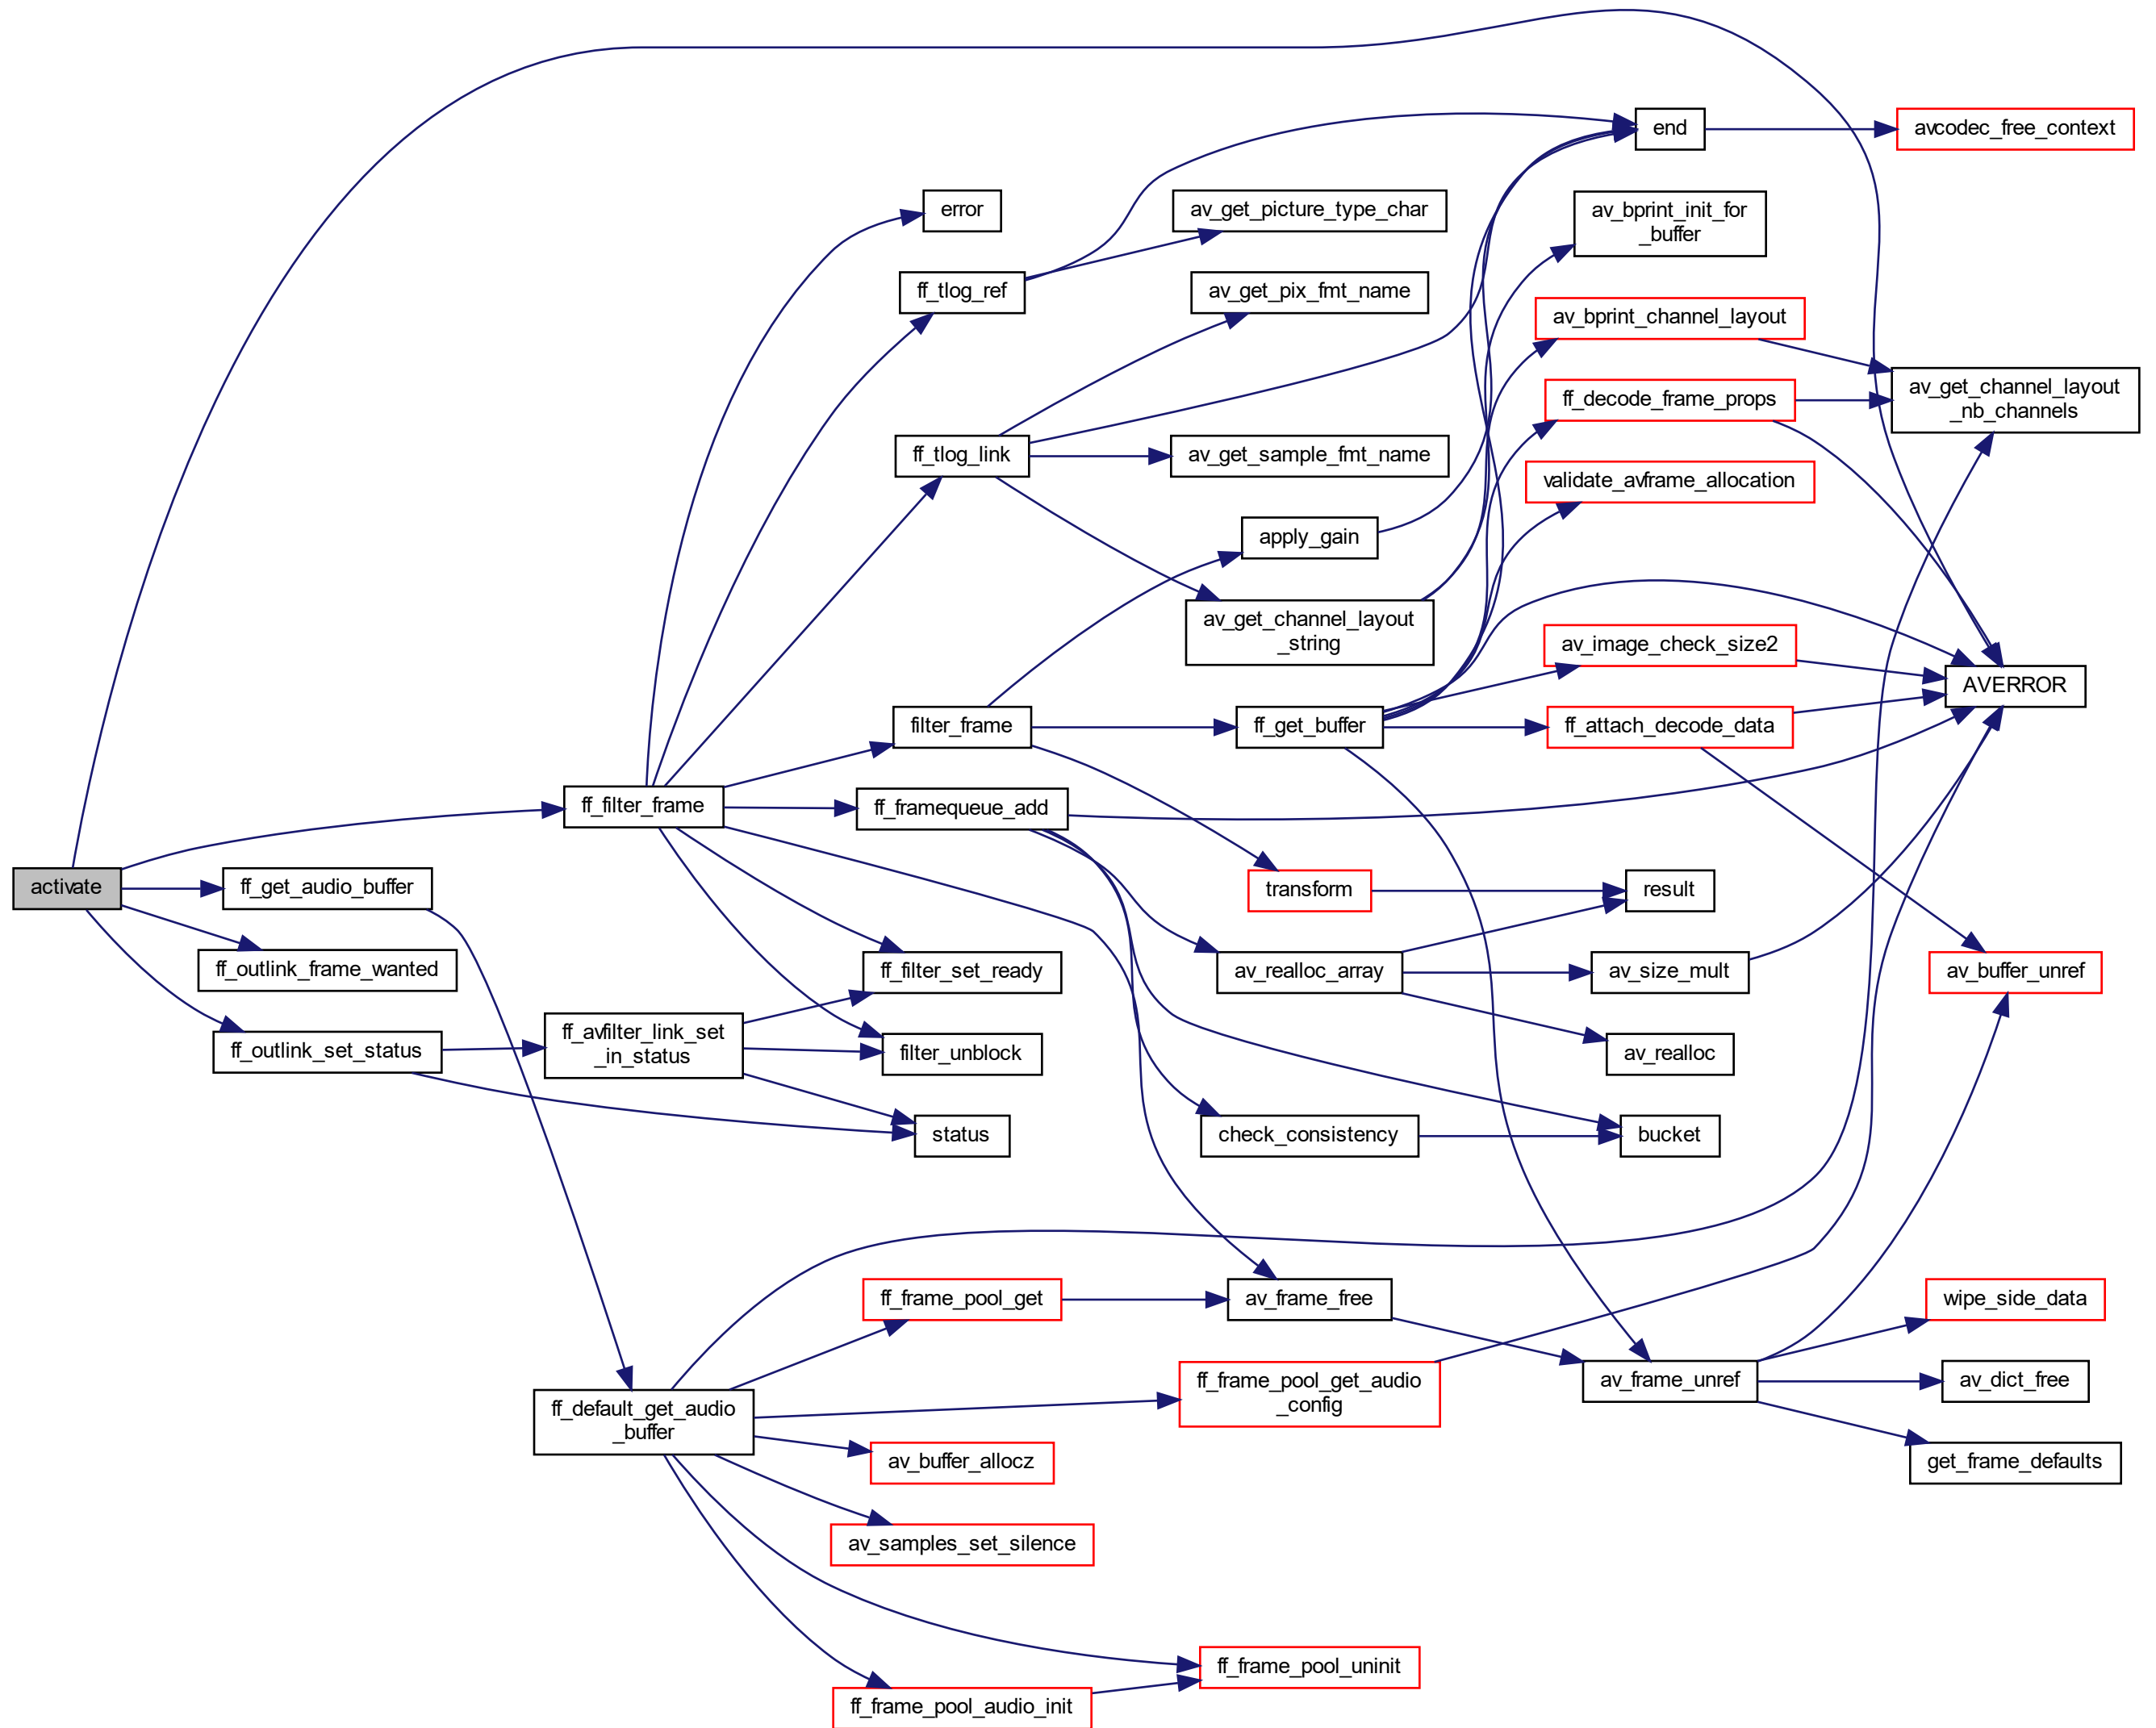 end
avcodec_free_context
error
av_get_picture_type_char
av_bprint_init_for
_buffer
ff_tlog_ref
av_get_pix_fmt_name
av_bprint_channel_layout
av_get_channel_layout
_nb_channels
ff_decode_frame_props
ff_tlog_link
av_get_sample_fmt_name
validate_avframe_allocation
apply_gain
av_get_channel_layout
_string
av_image_check_size2
AVERROR
filter_frame
ff_get_buffer
ff_attach_decode_data
ff_filter_frame
ff_framequeue_add
activate
ff_get_audio_buffer
transform
result
ff_outlink_frame_wanted
ff_filter_set_ready
av_realloc_array
av_size_mult
av_buffer_unref
ff_outlink_set_status
ff_avfilter_link_set
_in_status
filter_unblock
av_realloc
status
check_consistency
bucket
ff_frame_pool_get
av_frame_free
wipe_side_data
ff_default_get_audio
_buffer
ff_frame_pool_get_audio
_config
av_frame_unref
av_dict_free
av_buffer_allocz
get_frame_defaults
av_samples_set_silence
ff_frame_pool_uninit
ff_frame_pool_audio_init